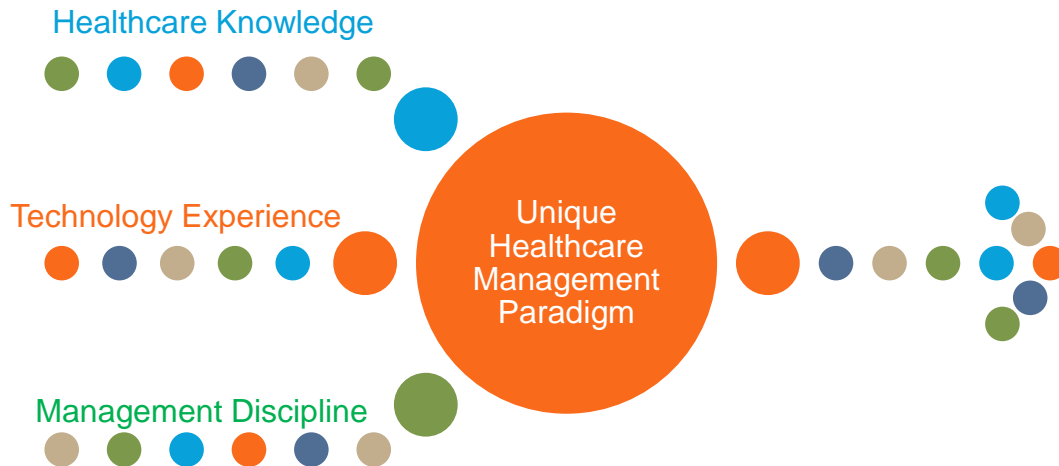 Healthcare Knowledge
Technology Experience
Unique
Healthcare
Management
Paradigm
Management Discipline